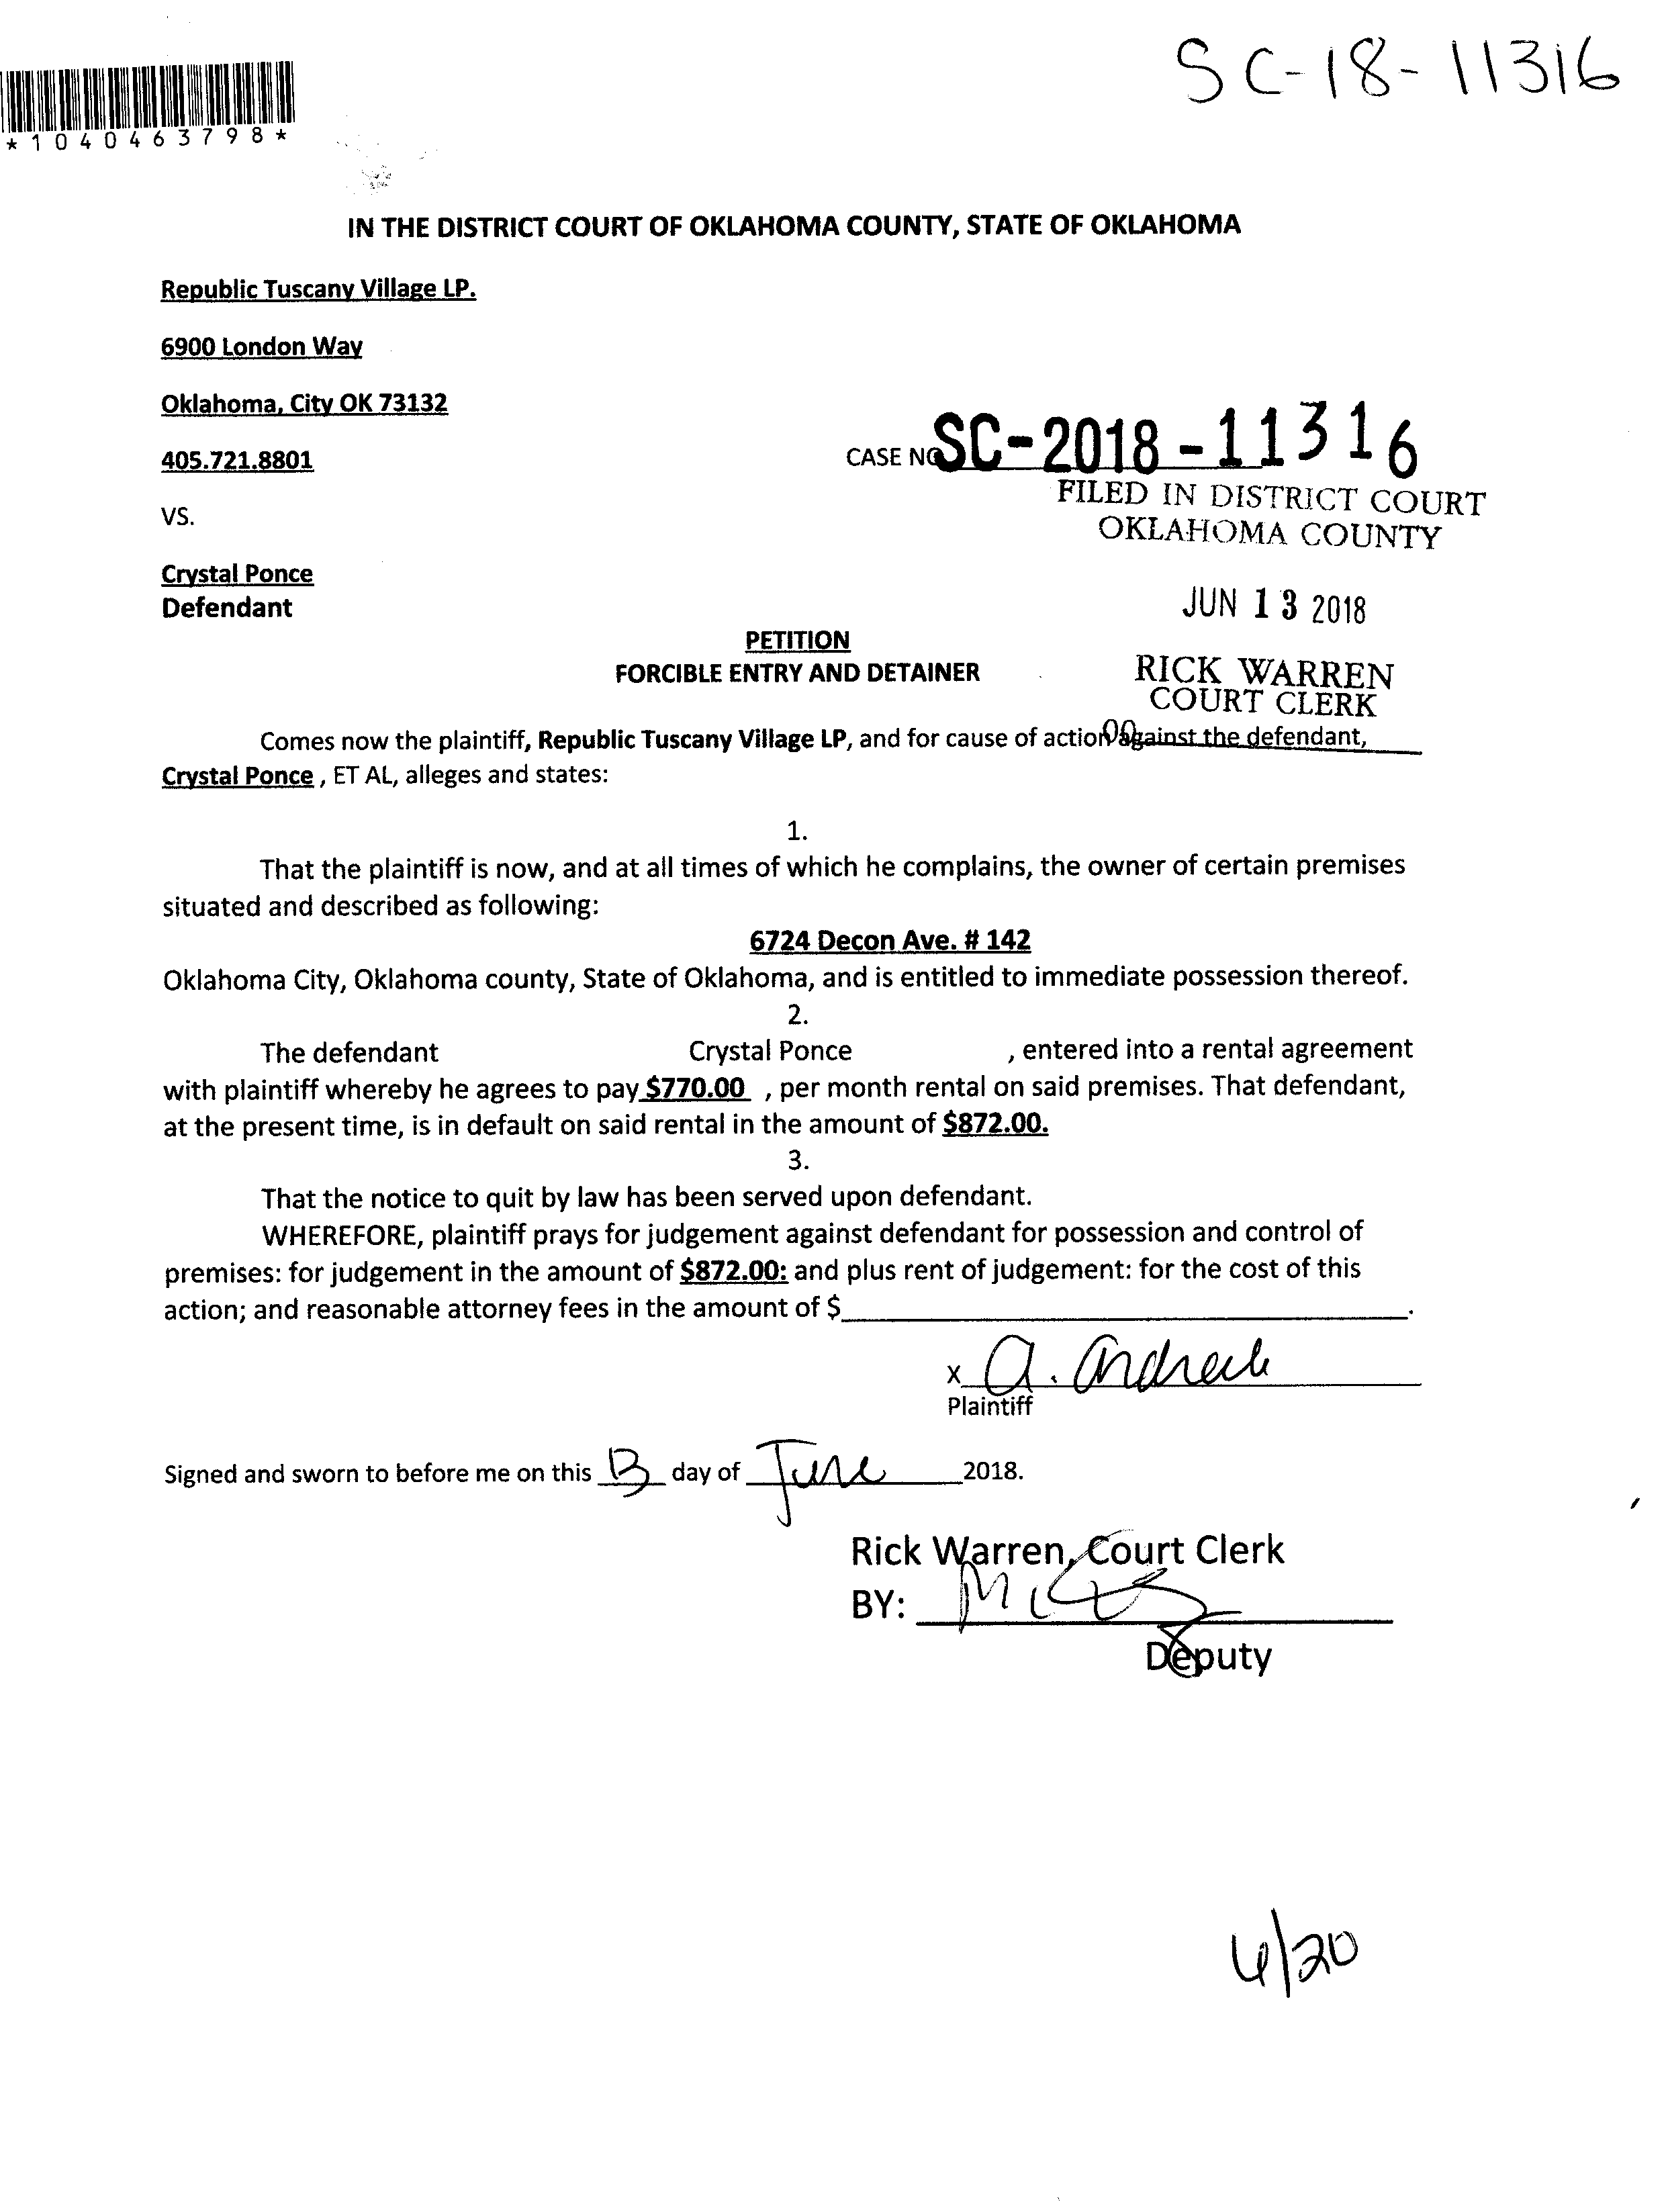 SC-18-11316
*1040463798*
IN THE DISTRICT COURT OF OKLAHOMA COUNTY, STATE OF OKLAHOMA
Republic Tuscany Village LP.
6900 London Way
Oklahoma, City OK 73132
405.721.8801
CASE NO SC-2018-11316
FILED IN DISTRICT COURT
OKLAHOMA COUNTY
VS.
Crystal Ponce
Defendant
JUN 13 2018
PETITION
FORCIBLE ENTRY AND DETAINER
RICK WARREN
COURT CLERK
Comes now the plaintiff, Republic Tuscany Village LP, and for cause of action against the defendant,
Crystal Ponce , ET AL, alleges and states:
1.
That the plaintiff is now, and at all times of which he complains, the owner of certain premises
situated and described as following:
6724 Decon Ave. # 142
Oklahoma City, Oklahoma county, State of Oklahoma, and is entitled to immediate possession thereof.
2.
The defendant Crystal Ponce , entered into a rental agreement
with plaintiff whereby he agrees to pay $770.00 , per month rental on said premises. That defendant,
at the present time, is in default on said rental in the amount of $872.00.
3.
That the notice to quit by law has been served upon defendant.
WHEREFORE, plaintiff prays for judgement against defendant for possession and control of
premises: for judgement in the amount of $872.00: and plus rent of judgement: for the cost of this
action; and reasonable attorney fees in the amount of $
X A.
Plaintiff
Signed and sworn to before me on this 13 day of June 2018.
Rick Warren, Court Clerk
BY:
Deputy
6/20